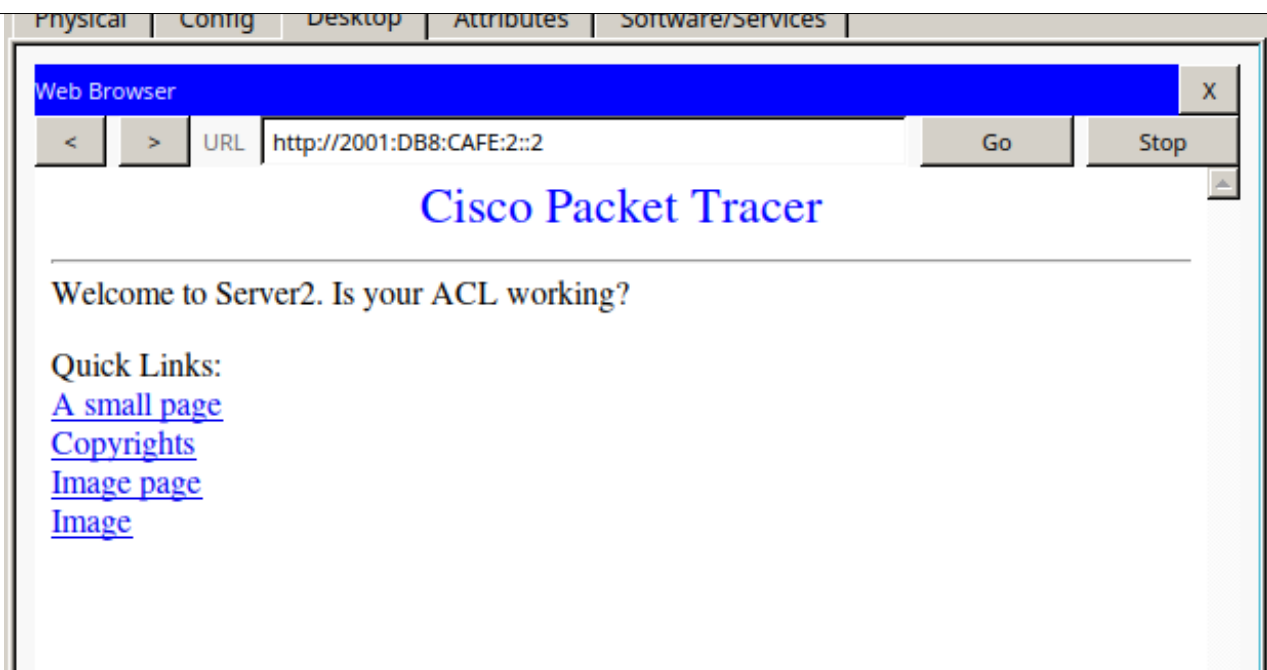 Physical Config Desktop Attributes Software/Services
Web Browser X
< > URL http://2001:DB8:CAFE:2::2 Go Stop
Cisco Packet Tracer
Welcome to Server2. Is your ACL working?
Quick Links:
A small page
Copyrights
Image page
Image